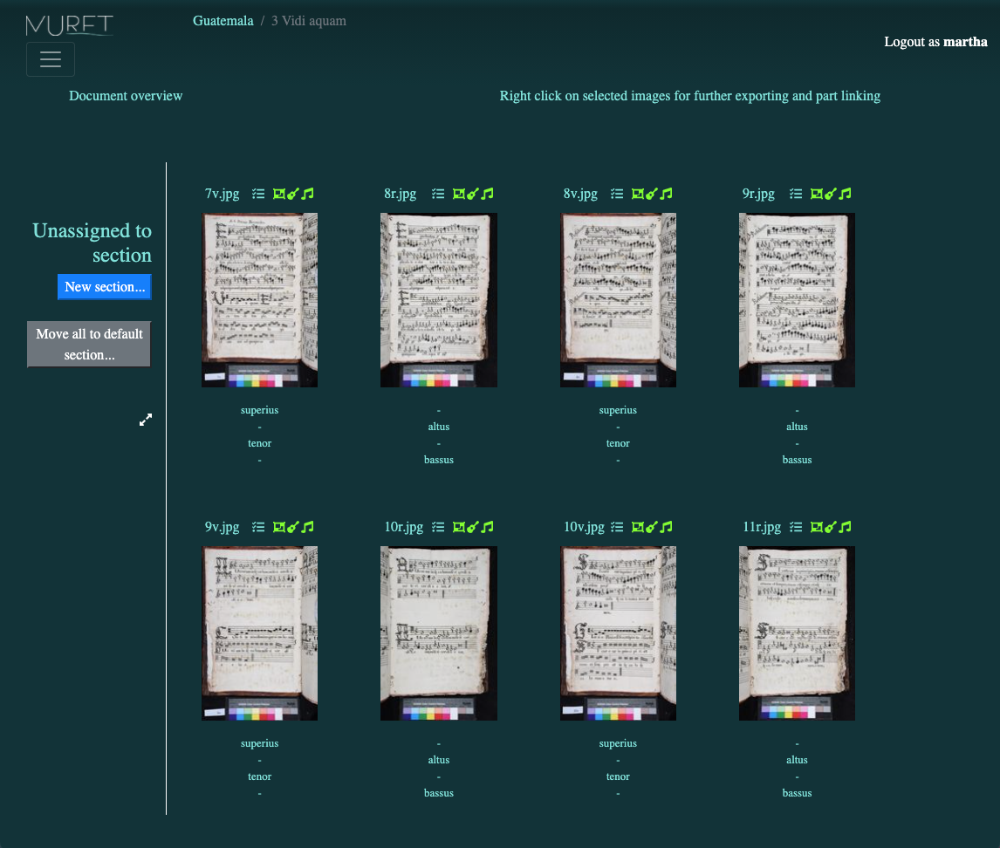 MURET
Guatemala / 3 Vidi aquam
Logout as martha
Document overview
Right click on selected images for further exporting and part linking
Unassigned to
section
New section...
Move all to default
section...
7v.jpg
8r.jpg
8v.jpg
9r.jpg
superius
-
tenor
-
-
altus
-
bassus
superius
-
tenor
-
-
altus
-
bassus
9v.jpg
10r.jpg
10v.jpg
11r.jpg
superius
-
tenor
-
-
altus
-
bassus
superius
-
tenor
-
-
altus
-
bassus